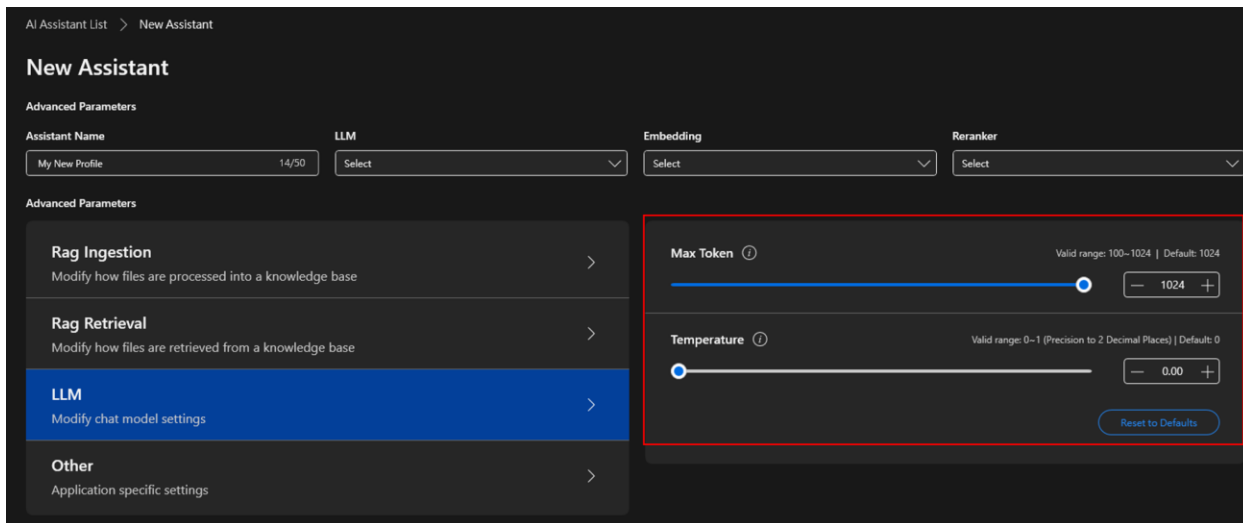 AI Assistant List > New Assistant
New Assistant
Advanced Parameters
Assistant Name
My New Profile 14/50
LLM
Select
Embedding
Select
Reranker
Select
Advanced Parameters
Rag Ingestion
Modify how files are processed into a knowledge base
Rag Retrieval
Modify how files are retrieved from a knowledge base
LLM
Modify chat model settings
Other
Application specific settings
Max Token Valid range: 100~1024 | Default: 1024
1024
Temperature Valid range: 0~1 (Precision to 2 Decimal Places) | Default: 0
0.00
Reset to Defaults